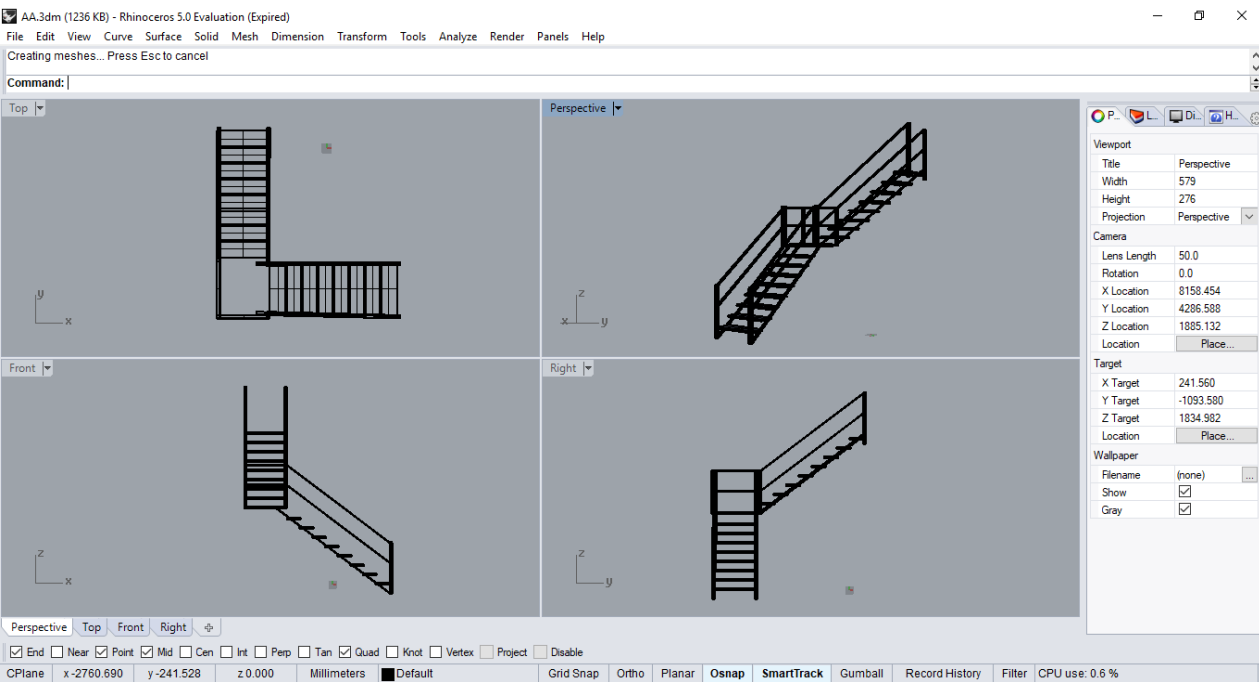 AA.3dm (1236 KB) - Rhinoceros 5.0 Evaluation (Expired)
File Edit View Curve Surface Solid Mesh Dimension Transform Tools Analyze Render Panels Help
Creating meshes... Press Esc to cancel
Command:
Top
Perspective
y
x
z
x
y
Front
Right
z
x
z
y
P... L... Di... H...
Viewport
Title Perspective
Width 579
Height 276
Projection Perspective
Camera
Lens Length 50.0
Rotation 0.0
X Location 8158.454
Y Location 4286.588
Z Location 1885.132
Location Place...
Target
X Target 241.560
Y Target -1093.580
Z Target 1834.982
Location Place...
Wallpaper
Filename (none) ...
Show
Gray
Perspective Top Front Right
End Near Point Mid Cen Int Perp Tan Quad Knot Vertex Project Disable
CPlane x -2760.690 y -241.528 z 0.000 Millimeters Default Grid Snap Ortho Planar Osnap SmartTrack Gumball Record History Filter CPU use: 0.6 %